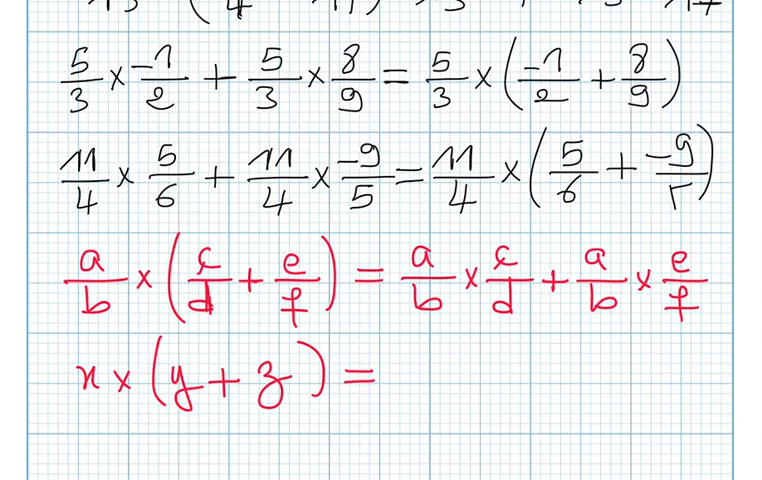 5/3 × -1/2 + 5/3 × 8/9 = 5/3 × (-1/2 + 8/9)
11/4 × 5/6 + 11/4 × -9/5 = 11/4 × (5/6 + -9/5)
a/b × (c/d + e/f) = a/b × c/d + a/b × e/f
x × (y + z) =